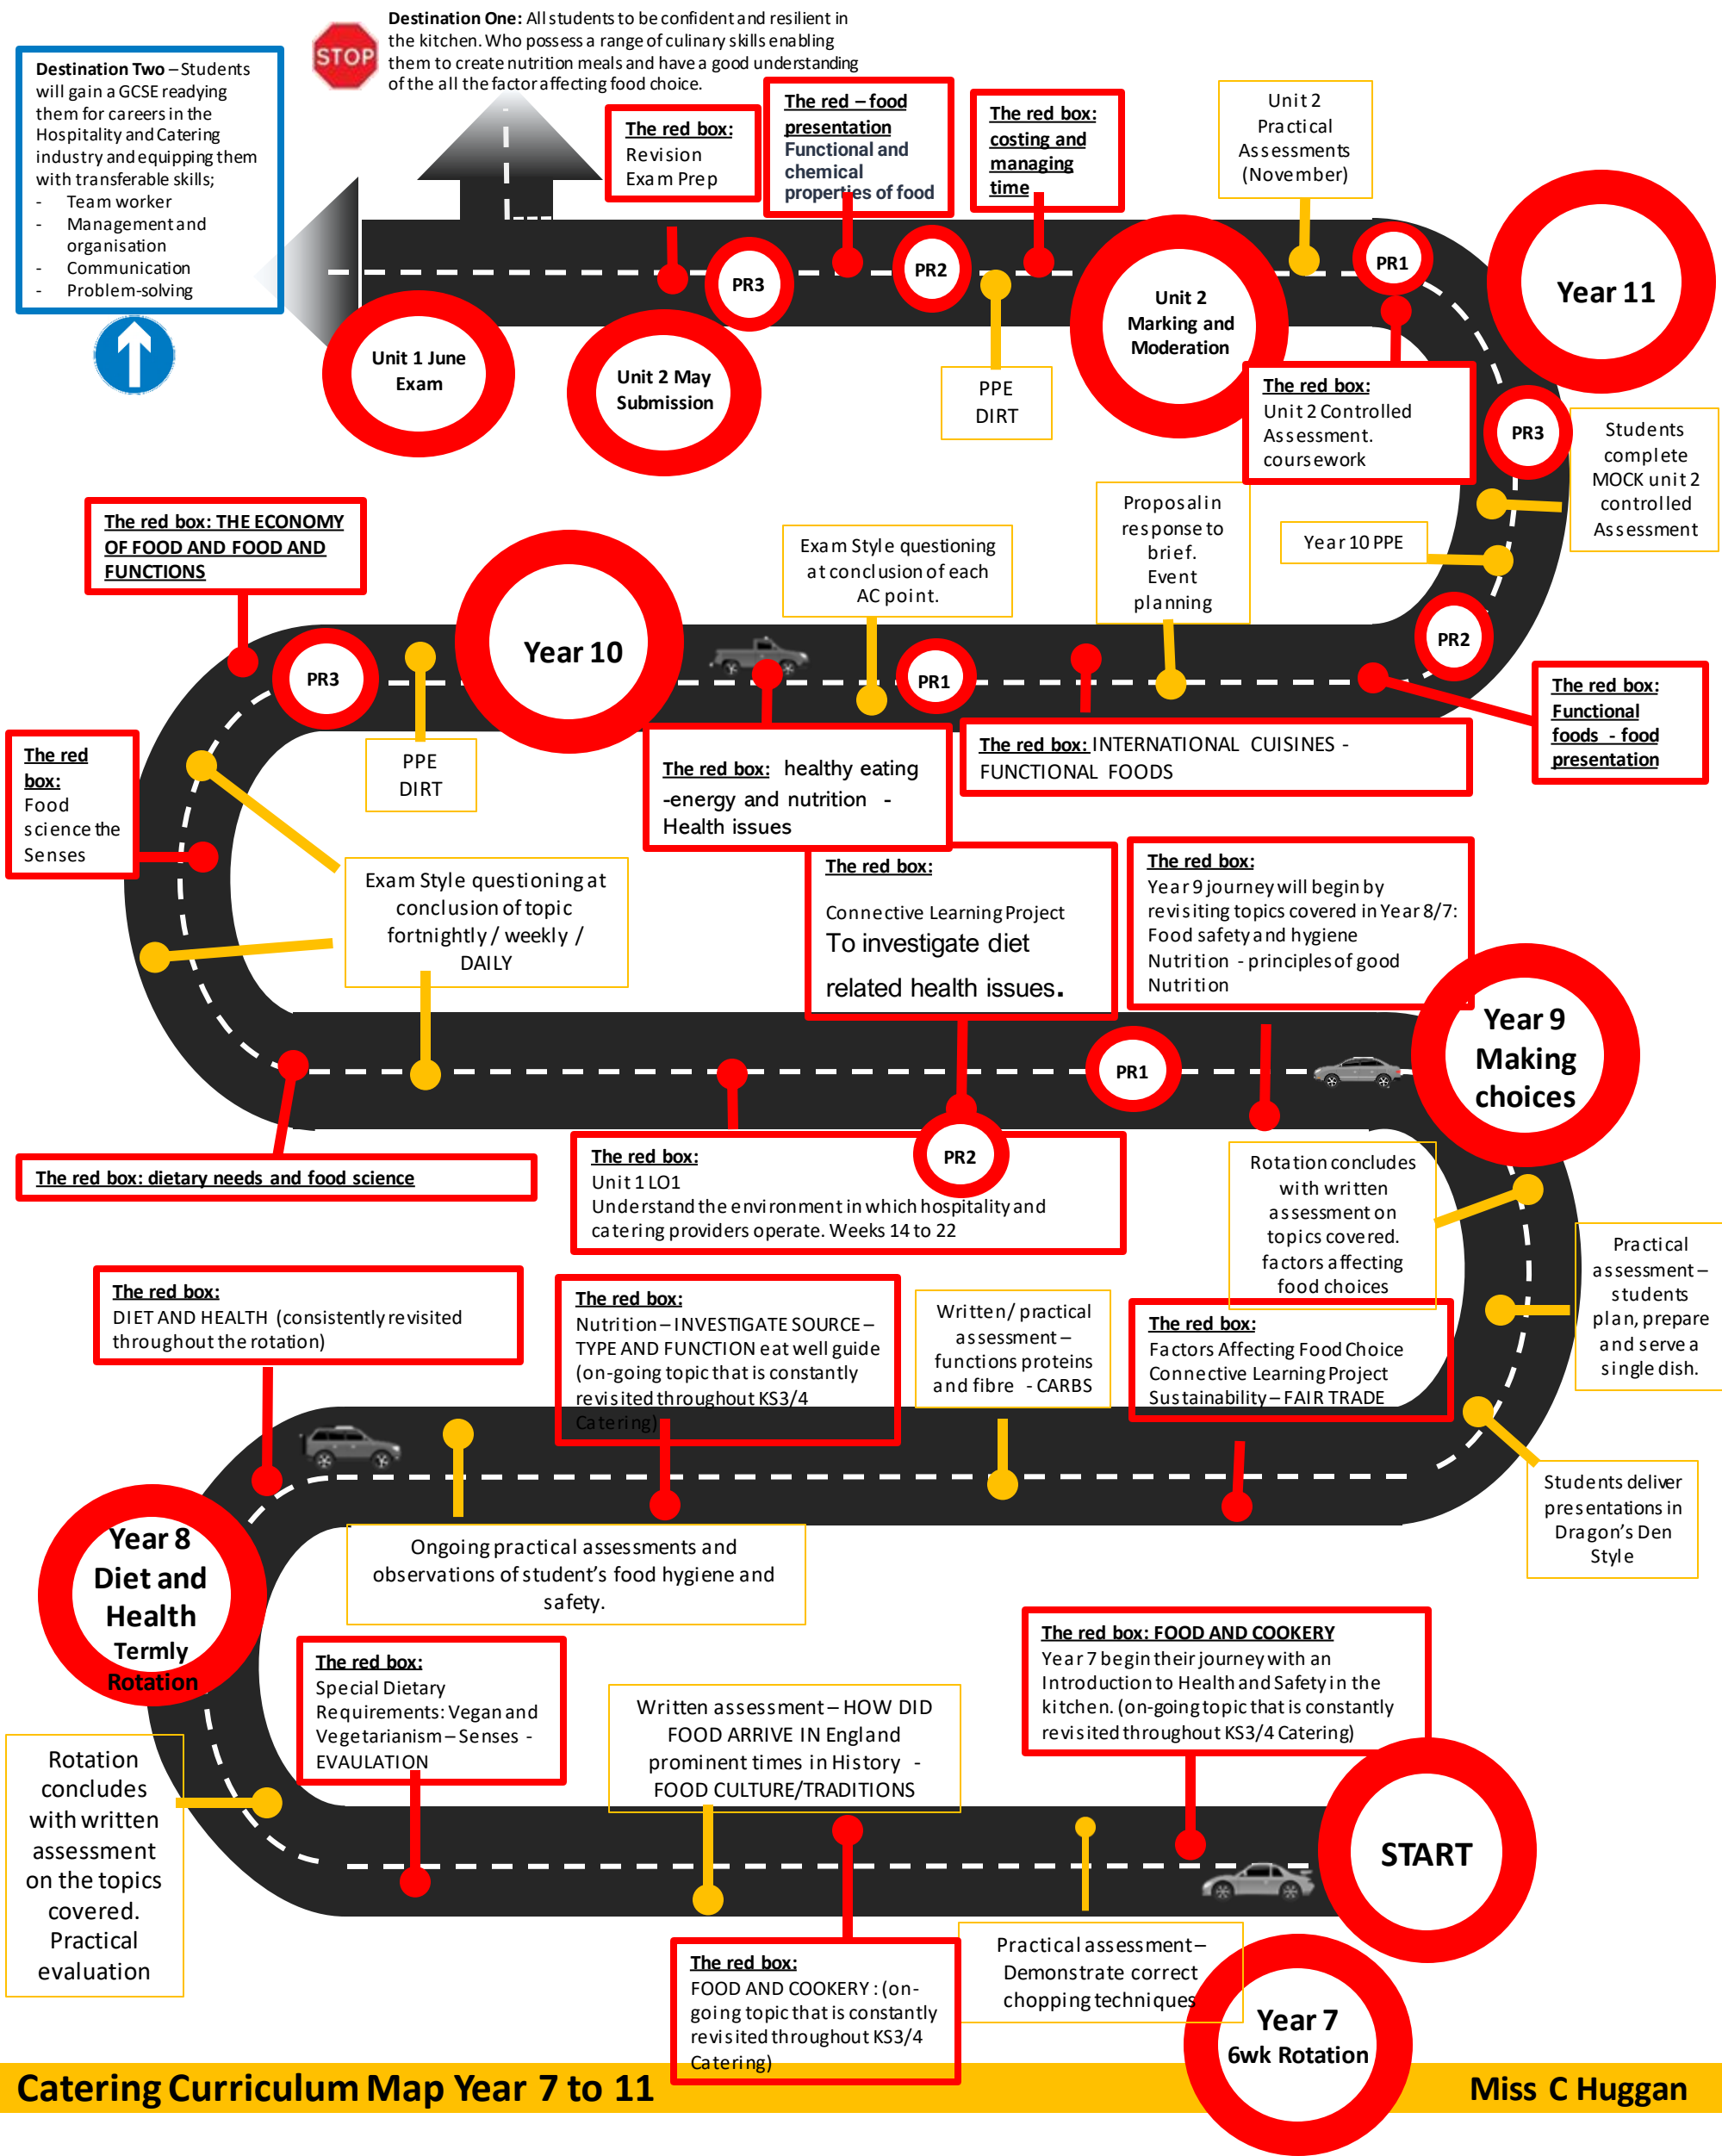 Destination One: All students to be confident and resilient in
the kitchen. Who possess a range of culinary skills enabling
them to create nutrition meals and have a good understanding
of the all the factor affecting food choice.
STOP
Destination Two – Students
will gain a GCSE readying
them for careers in the
Hospitality and Catering
industry and equipping them
with transferable skills;
- Team worker
- Management and
organisation
- Communication
- Problem-solving
The red box:
Revision
Exam Prep
The red – food
presentation
Functional and
chemical
properties of food
The red box:
costing and
managing
time
Unit 2
Practical
Assessments
(November)
PR3
PR2
PR1
Year 11
Unit 1 June
Exam
Unit 2 May
Submission
PPE
DIRT
Unit 2
Marking and
Moderation
The red box:
Unit 2 Controlled
Assessment.
coursework
PR3
Students
complete
MOCK unit 2
controlled
Assessment
Year 10 PPE
PR2
The red box: THE ECONOMY
OF FOOD AND FOOD AND
FUNCTIONS
Exam Style questioning
at conclusion of each
AC point.
Proposal in
response to
brief.
Event
planning
PR3
Year 10
PR1
The red
box:
Food
science the
Senses
PPE
DIRT
The red box: healthy eating
-energy and nutrition -
Health issues
The red box: INTERNATIONAL CUISINES -
FUNCTIONAL FOODS
The red box:
Functional
foods - food
presentation
Exam Style questioning at
conclusion of topic
fortnightly / weekly /
DAILY
The red box:
Connective Learning Project
To investigate diet
related health issues.
The red box:
Year 9 journey will begin by
revisiting topics covered in Year 8/7:
Food safety and hygiene
Nutrition - principles of good
Nutrition
Year 9
Making
choices
PR1
The red box: dietary needs and food science
The red box:
Unit 1 LO1
Understand the environment in which hospitality and
catering providers operate. Weeks 14 to 22
PR2
Rotation concludes
with written
assessment on
topics covered.
factors affecting
food choices
Practical
assessment –
students
plan, prepare
and serve a
single dish.
The red box:
DIET AND HEALTH (consistently revisited
throughout the rotation)
The red box:
Nutrition – INVESTIGATE SOURCE –
TYPE AND FUNCTION eat well guide
(on-going topic that is constantly
revisited throughout KS3/4
Catering)
Written/ practical
assessment –
functions proteins
and fibre - CARBS
The red box:
Factors Affecting Food Choice
Connective Learning Project
Sustainability – FAIR TRADE
Students deliver
presentations in
Dragon's Den
Style
Year 8
Diet and
Health
Termly
Rotation
Ongoing practical assessments and
observations of student's food hygiene and
safety.
The red box:
Special Dietary
Requirements: Vegan and
Vegetarianism – Senses -
EVAULATION
Written assessment – HOW DID
FOOD ARRIVE IN England
prominent times in History -
FOOD CULTURE/TRADITIONS
The red box: FOOD AND COOKERY
Year 7 begin their journey with an
Introduction to Health and Safety in the
kitchen. (on-going topic that is constantly
revisited throughout KS3/4 Catering)
Rotation
concludes
with written
assessment
on the topics
covered.
Practical
evaluation
START
The red box:
FOOD AND COOKERY : (on-
going topic that is constantly
revisited throughout KS3/4
Catering)
Practical assessment –
Demonstrate correct
chopping techniques
Year 7
6wk Rotation
Catering Curriculum Map Year 7 to 11
Miss C Huggan